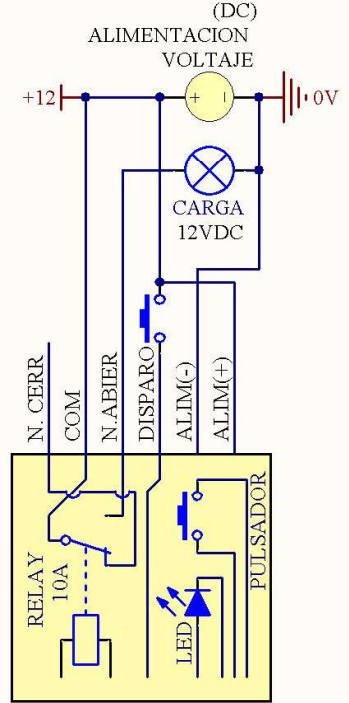 (DC)
ALIMENTACION
VOLTAJE
+12
+
-
0V
CARGA
12VDC
N. CERR
COM
N.ABIER
DISPARO
ALIM(-)
ALIM(+)
RELAY
10A
LED
PULSADOR